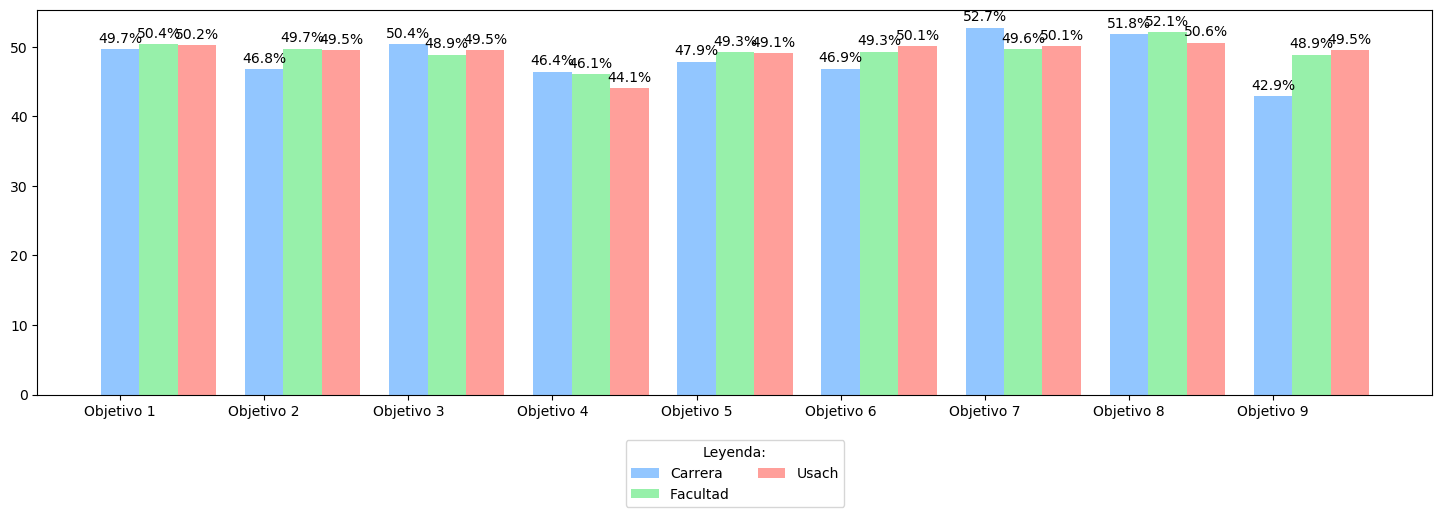 49.7% 50.4% 50.2% 46.8% 49.7% 49.5% 50.4% 48.9% 49.5% 46.4% 46.1% 44.1% 47.9% 49.3% 49.1% 46.9% 49.3% 50.1% 52.7% 49.6% 50.1% 51.8% 52.1% 50.6% 42.9% 48.9% 49.5%
50
40
30
20
10
0
Objetivo 1 Objetivo 2 Objetivo 3 Objetivo 4 Objetivo 5 Objetivo 6 Objetivo 7 Objetivo 8 Objetivo 9
Leyenda:
Carrera Usach
Facultad